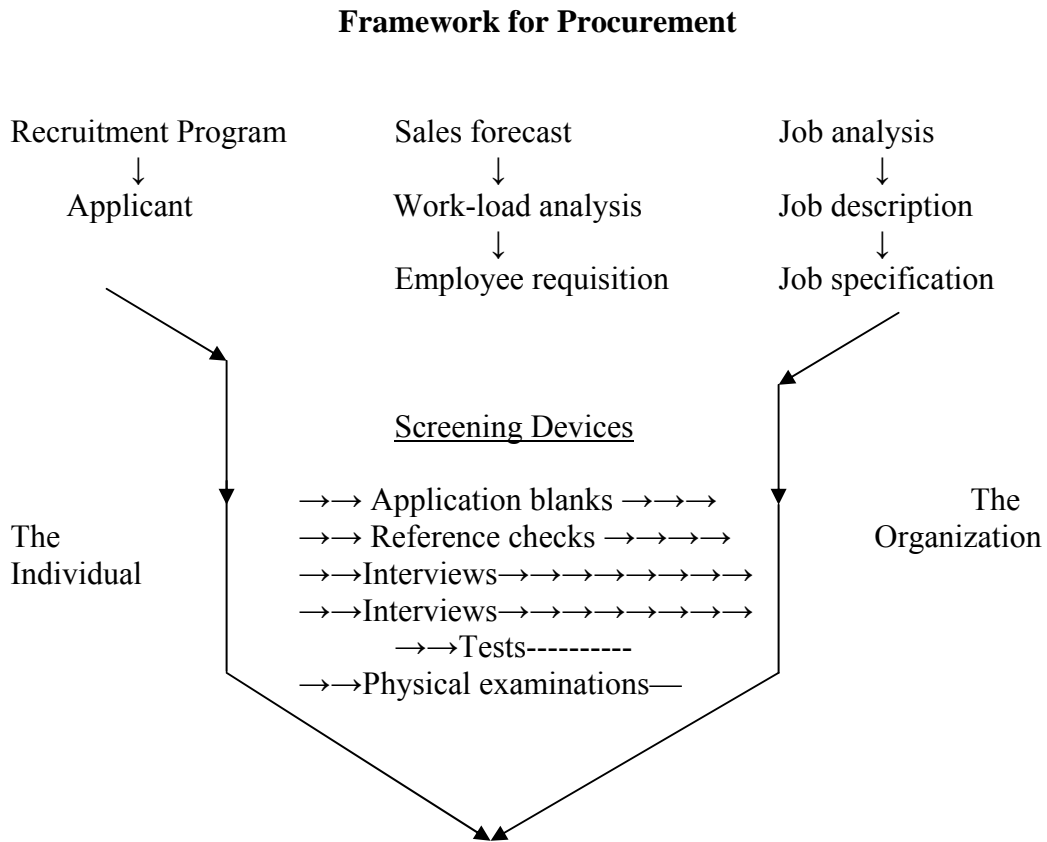 Framework for Procurement
Recruitment Program Sales forecast Job analysis
↓ ↓ ↓
Applicant Work-load analysis Job description
↓ ↓
Employee requisition Job specification
Screening Devices
→→ Application blanks →→→ The
The →→ Reference checks →→→→ Organization
Individual →→Interviews→→→→→→→→
→→Interviews→→→→→→→→
→→Tests----------
→→Physical examinations—